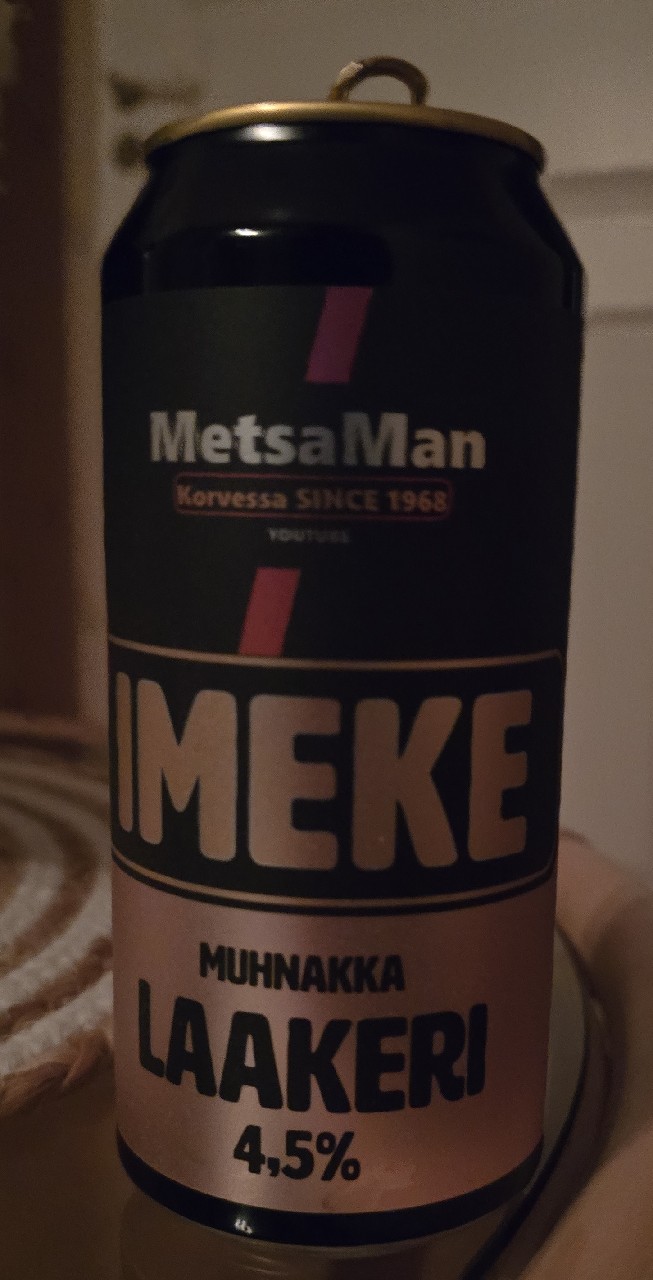 MetsaMan
Korvessa SINCE 1968
YOUTUBE
IMEKE
MUHNAKKA
LAAKERI
4,5%